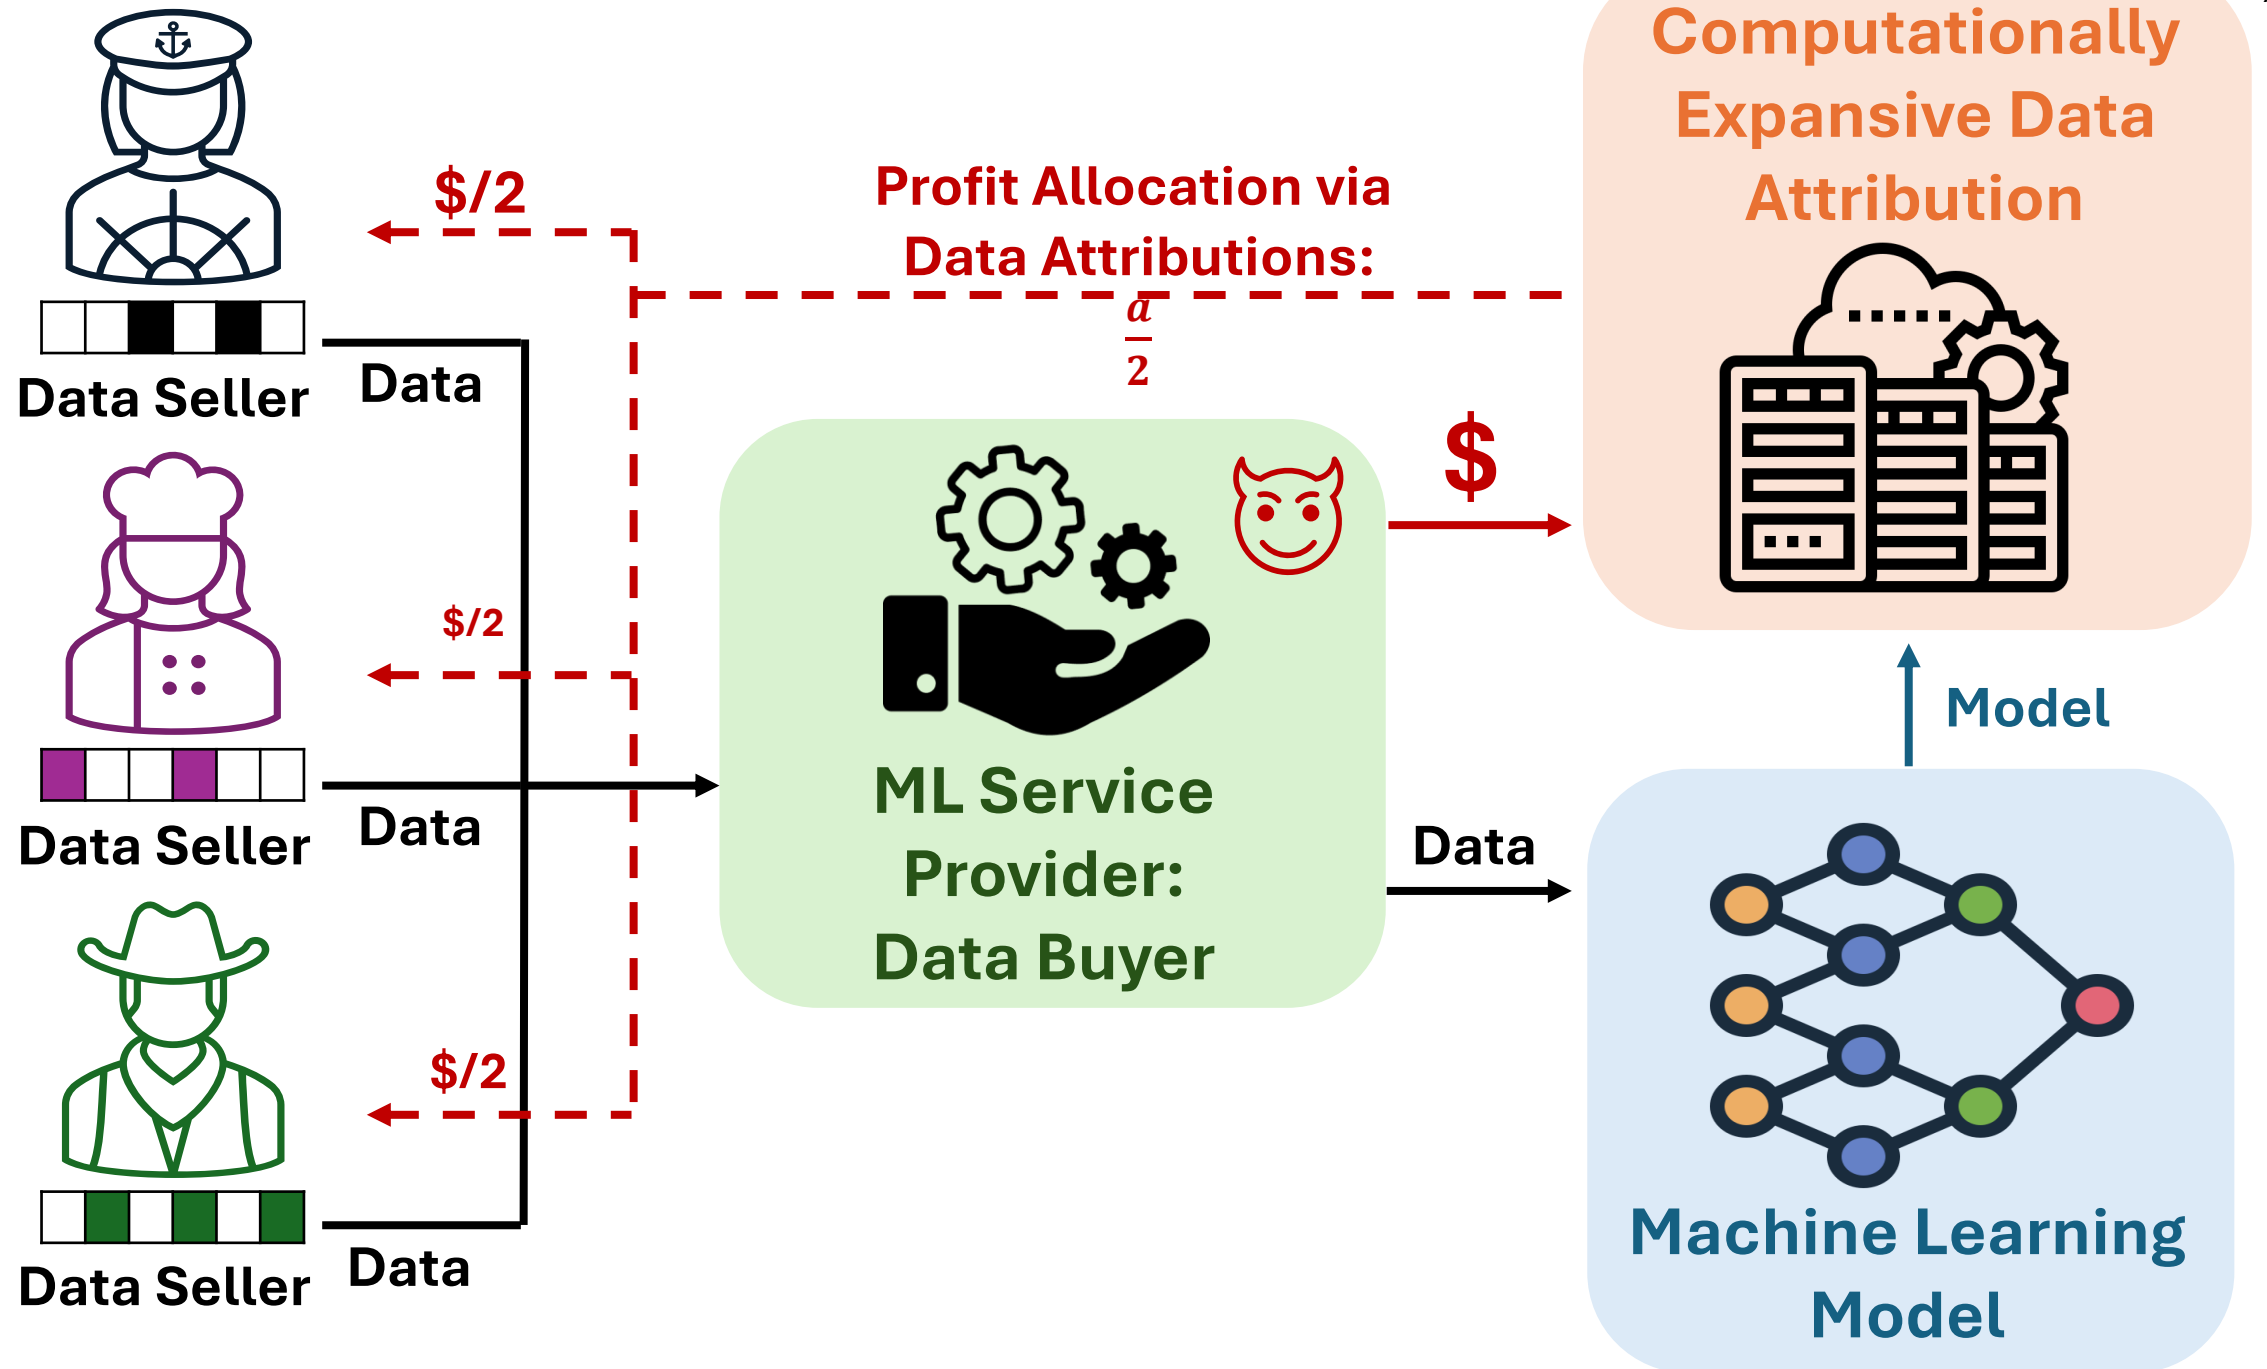 Computationally
Expansive Data
Attribution
Profit Allocation via
Data Attributions:
a
2
$/2
Data Seller
Data
$
$/2
Model
Data Seller
Data
ML Service
Provider:
Data Buyer
Data
$/2
Data Seller
Data
Machine Learning
Model